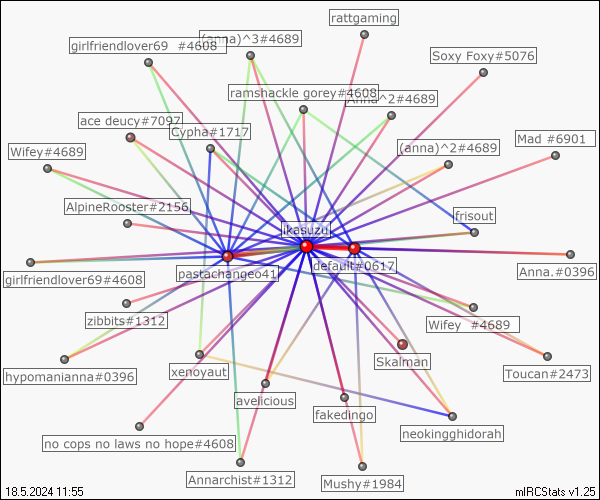 rattgaming
girlfriendlover69 #4608
(anna)^3#4689
Soxy Foxy#5076
ramshackle gorey#4608
Anna^2#4689
ace deucy#7097
Cypha#1717
Mad #6901
Wifey#4689
(anna)^2#4689
AlpineRooster#2156
frisout
ikasuzu
default#0617
pastachange041
girlfriendlover69#4608
Anna.#0396
zibbits#1312
Wifey #4689
Skalman
hypomanianna#0396
xenoyaut
Toucan#2473
avelicious
fakedingo
neokingghidorah
no cops no laws no hope#4608
Annarchist#1312
Mushy#1984
18.5.2024 11:55
mIRCStats v1.25